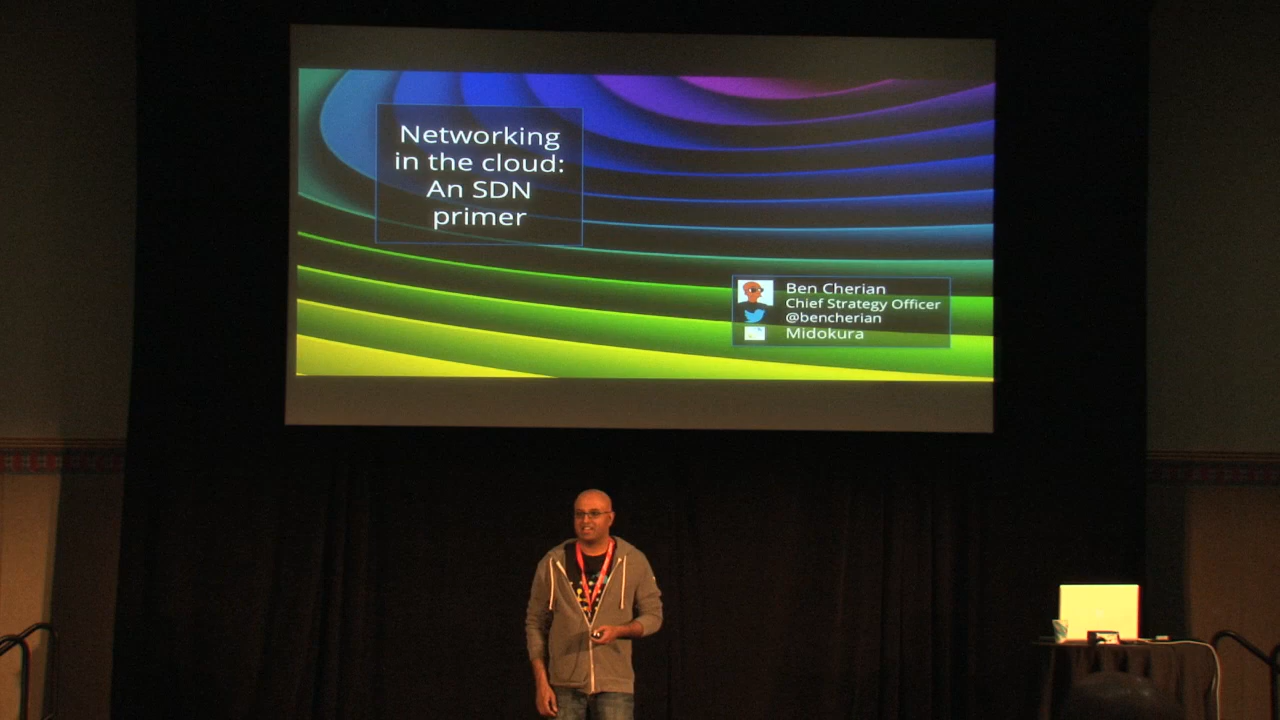 Networking
in the cloud:
An SDN
primer
Ben Cherian
Chief Strategy Officer
@bencherian
Midokura